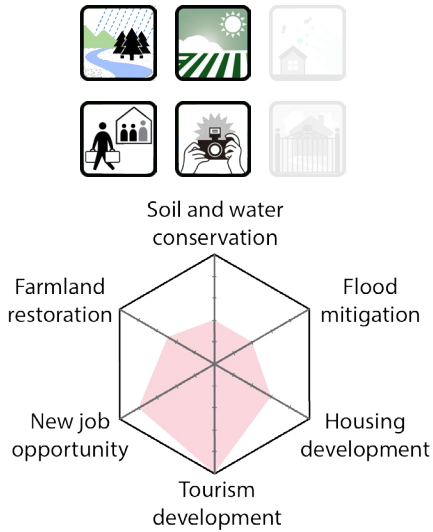 Soil and water
conservation
Farmland
restoration
Flood
mitigation
New job
opportunity
Housing
development
Tourism
development